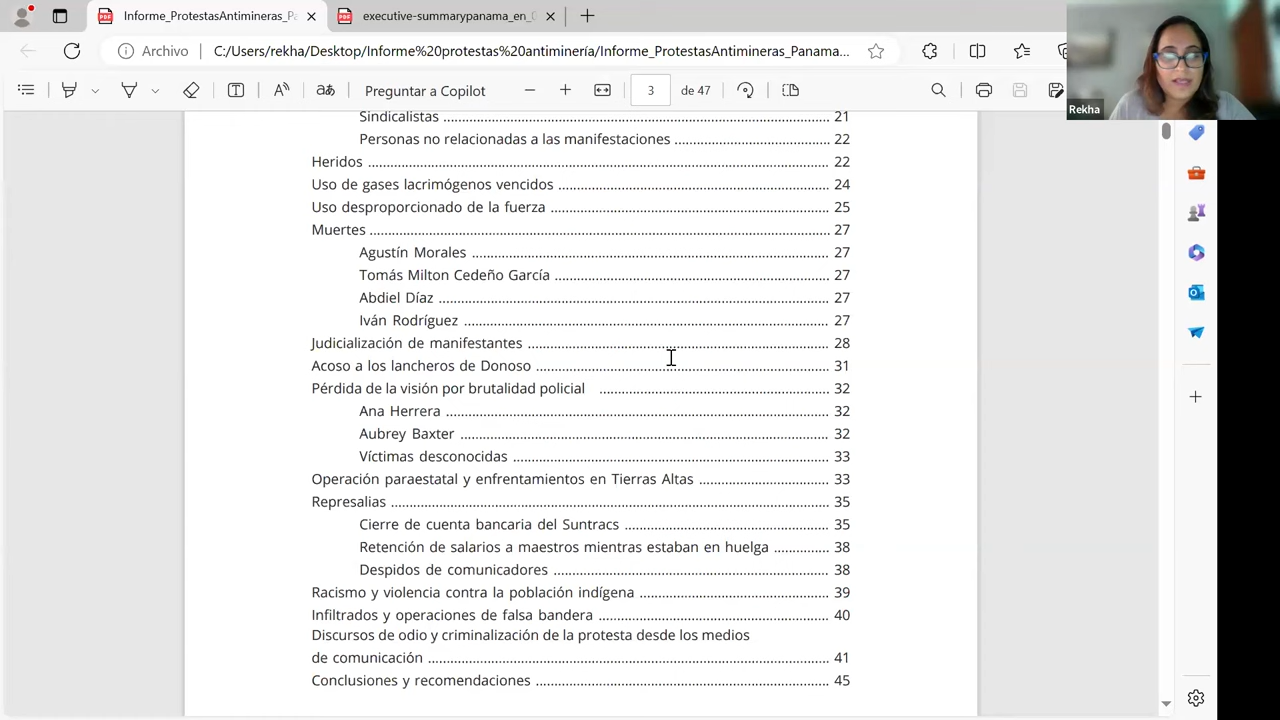 Informe_ProtestasAntimineras_Pa
executive-summarypanama_en_0
Archivo
C:/Users/rekha/Desktop/Informe%20protestas%20antiminería/Informe_ProtestasAntimineras_Panama...
Preguntar a Copilot
3
de 47
Rekha
Sindicalistas 21
Personas no relacionadas a las manifestaciones 22
Heridos 22
Uso de gases lacrimógenos vencidos 24
Uso desproporcionado de la fuerza 25
Muertes 27
Agustín Morales 27
Tomás Milton Cedeño García 27
Abdiel Díaz 27
Iván Rodríguez 27
Judicialización de manifestantes 28
Acoso a los lancheros de Donoso 31
Pérdida de la visión por brutalidad policial 32
Ana Herrera 32
Aubrey Baxter 32
Víctimas desconocidas 33
Operación paraestatal y enfrentamientos en Tierras Altas 33
Represalias 35
Cierre de cuenta bancaria del Suntracs 35
Retención de salarios a maestros mientras estaban en huelga 38
Despidos de comunicadores 38
Racismo y violencia contra la población indígena 39
Infiltrados y operaciones de falsa bandera 40
Discursos de odio y criminalización de la protesta desde los medios
de comunicación 41
Conclusiones y recomendaciones 45